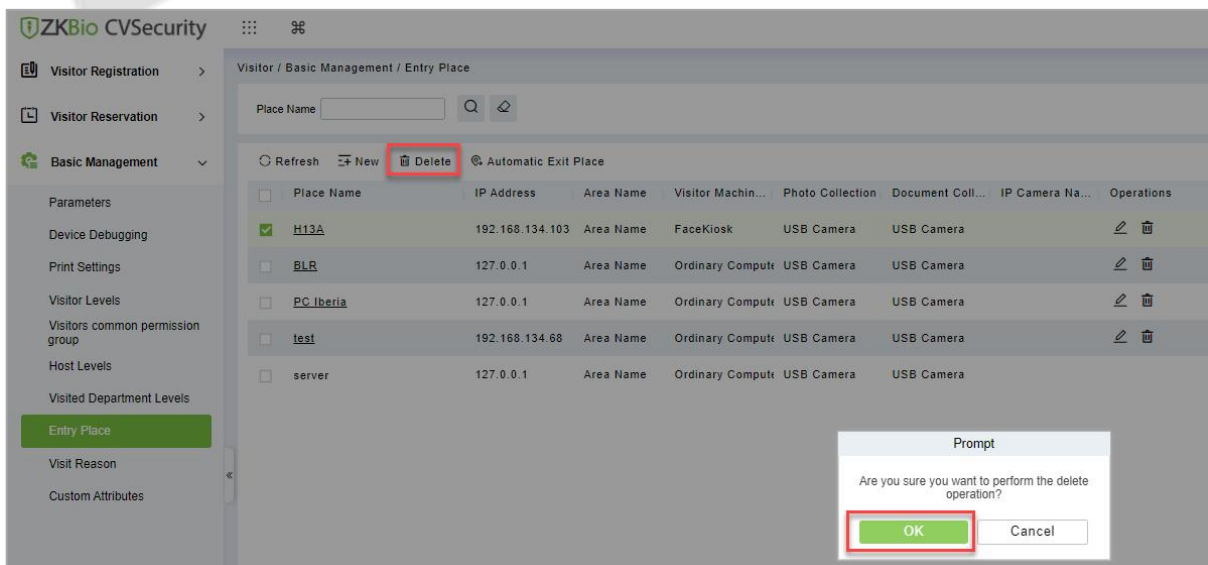 ZKBio CVSecurity
Visitor Registration
Visitor Reservation
Basic Management
Parameters
Device Debugging
Print Settings
Visitor Levels
Visitors common permission
group
Host Levels
Visited Department Levels
Entry Place
Visit Reason
Custom Attributes
Visitor / Basic Management / Entry Place
Place Name
Refresh New Delete Automatic Exit Place
Place Name IP Address Area Name Visitor Machin... Photo Collection Document Coll... IP Camera Na... Operations
H13A 192.168.134.103 Area Name FaceKiosk USB Camera USB Camera
BLR 127.0.0.1 Area Name Ordinary Compute USB Camera USB Camera
PC Iberia 127.0.0.1 Area Name Ordinary Compute USB Camera USB Camera
test 192.168.134.68 Area Name Ordinary Compute USB Camera USB Camera
server 127.0.0.1 Area Name Ordinary Compute USB Camera USB Camera
Prompt
Are you sure you want to perform the delete
operation?
OK Cancel